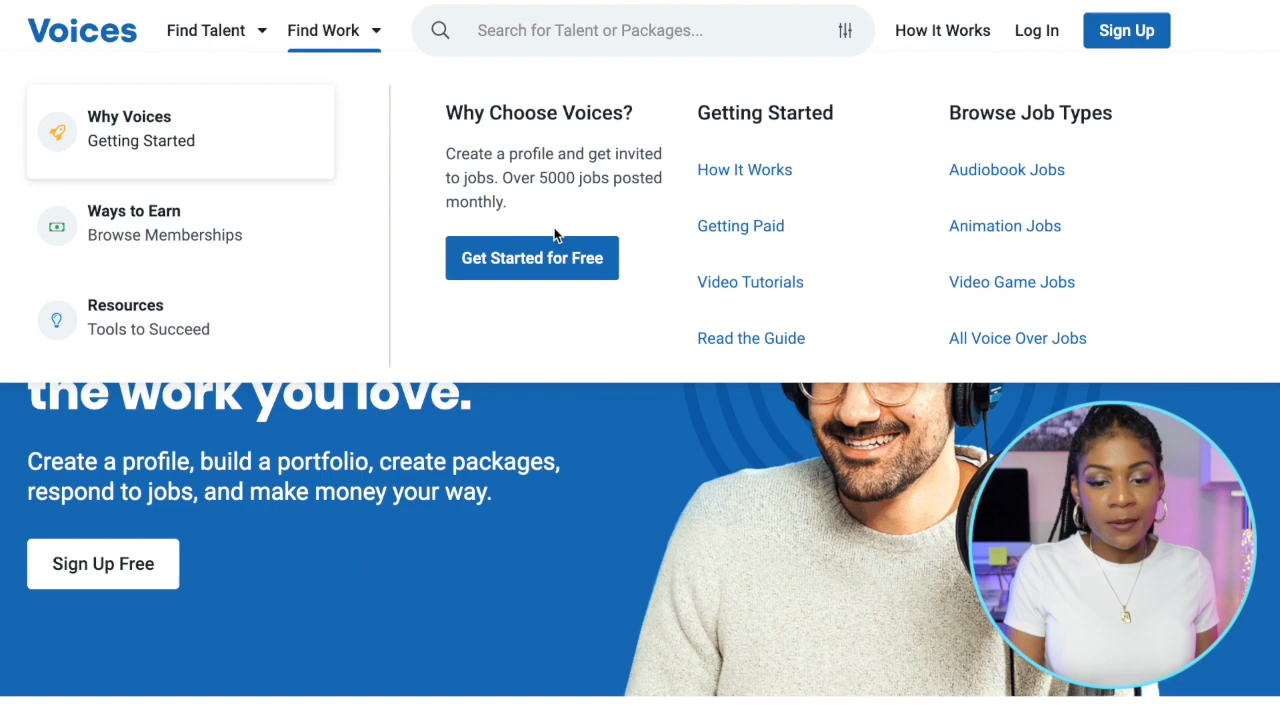 Voices
Find Talent
Find Work
Search for Talent or Packages...
How It Works
Log In
Sign Up
Why Voices
Getting Started
Ways to Earn
Browse Memberships
Resources
Tools to Succeed
Why Choose Voices?
Create a profile and get invited
to jobs. Over 5000 jobs posted
monthly.
Get Started for Free
Getting Started
How It Works
Getting Paid
Video Tutorials
Read the Guide
Browse Job Types
Audiobook Jobs
Animation Jobs
Video Game Jobs
All Voice Over Jobs
the work you love.
Create a profile, build a portfolio, create packages,
respond to jobs, and make money your way.
Sign Up Free